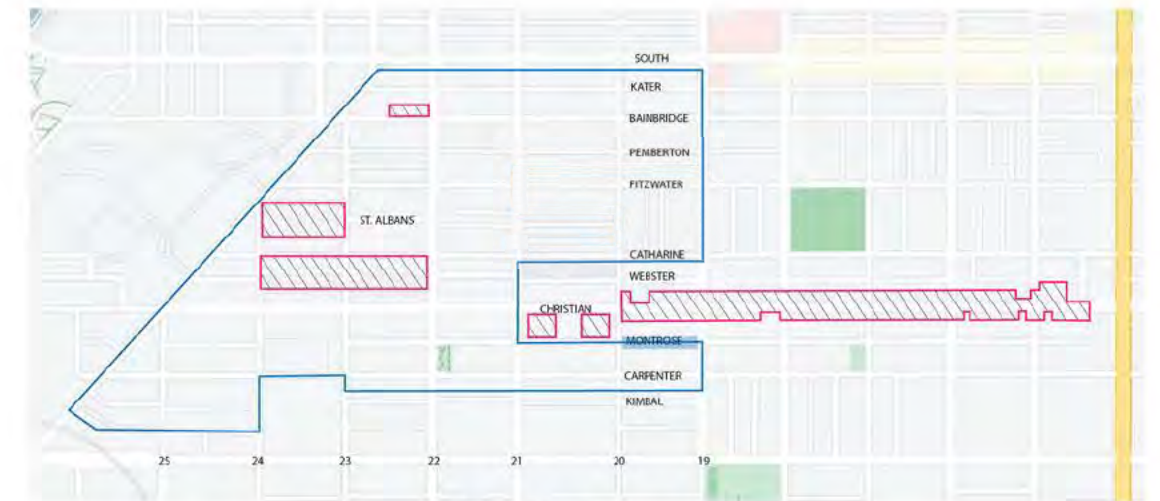 SOUTH
KATER
BAINBRIDGE
PEMBERTON
FITZWATER
ST. ALBANS
CATHARINE
WEBSTER
CHRISTIAN
MONTROSE
CARPENTER
KIMBAL
25 24 23 22 21 20 19